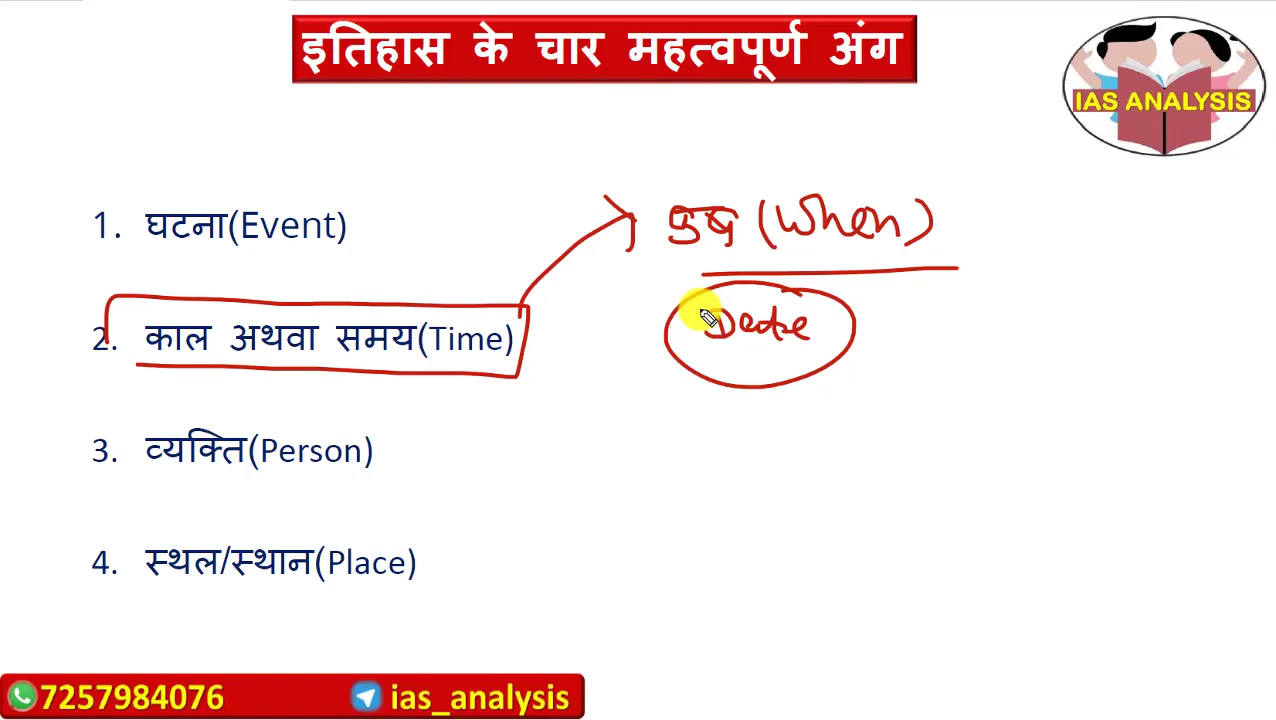 इतिहास के चार महत्वपूर्ण अंग
IAS ANALYSIS
1. घटना(Event)
कब (When)
2. काल अथवा समय(Time)
Date
3. व्यक्ति(Person)
4. स्थल/स्थान(Place)
7257984076 ias_analysis